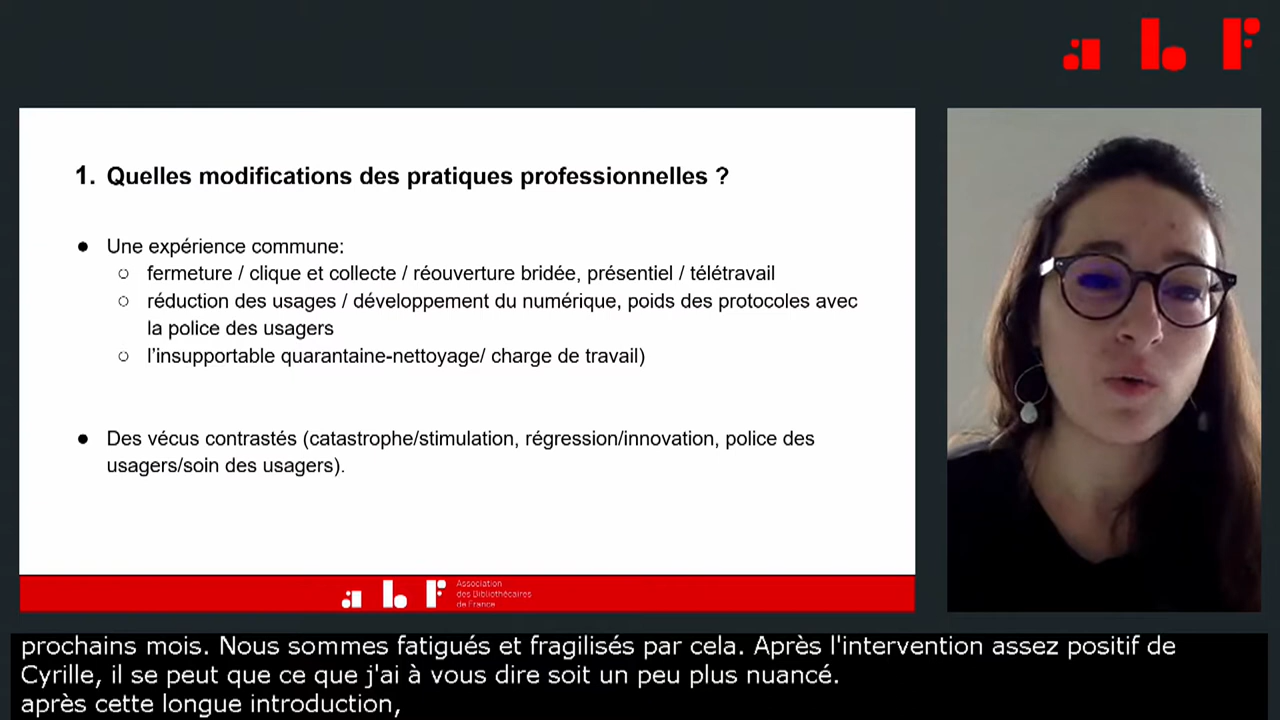 abf
1. Quelles modifications des pratiques professionnelles ?
● Une expérience commune:
○ fermeture / clique et collecte / réouverture bridée, présentiel / télétravail
○ réduction des usages / développement du numérique, poids des protocoles avec
la police des usagers
○ l'insupportable quarantaine-nettoyage/ charge de travail)
● Des vécus contrastés (catastrophe/stimulation, régression/innovation, police des
usagers/soin des usagers).
abf
Association
des Bibliothécaires
de France
prochains mois. Nous sommes fatigués et fragilisés par cela. Après l'intervention assez positif de
Cyrille, il se peut que ce que j'ai à vous dire soit un peu plus nuancé.
après cette longue introduction,